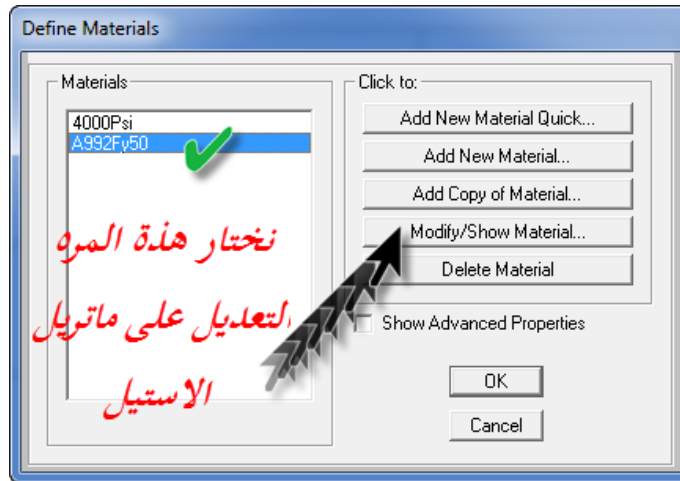 Define Materials
Materials
4000Psi
A992Fy50
نختار هذة المره
التعديل على ماتريل
الاستيل
Click to:
Add New Material Quick...
Add New Material...
Add Copy of Material...
Modify/Show Material...
Delete Material
Show Advanced Properties
OK
Cancel